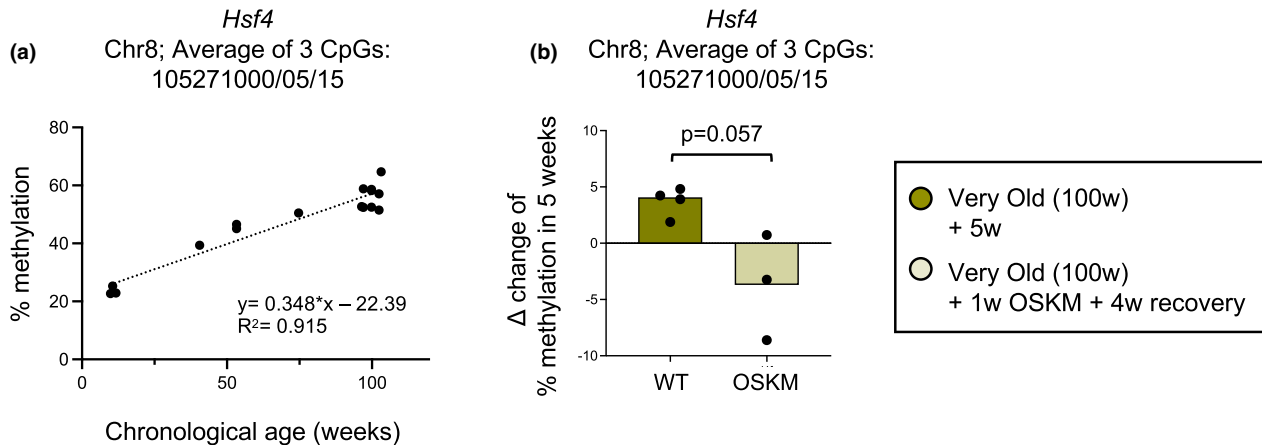 Hsf4
(a) Chr8; Average of 3 CpGs:
105271000/05/15
80
60
40
20
0
% methylation
y= 0.348*x – 22.39
R²= 0.915
0 50 100
Chronological age (weeks)
Hsf4
(b) Chr8; Average of 3 CpGs:
105271000/05/15
Δ change of
% methylation in 5 weeks
10
5
0
-5
-10
p=0.057
WT OSKM
Very Old (100w)
+ 5w
Very Old (100w)
+ 1w OSKM + 4w recovery